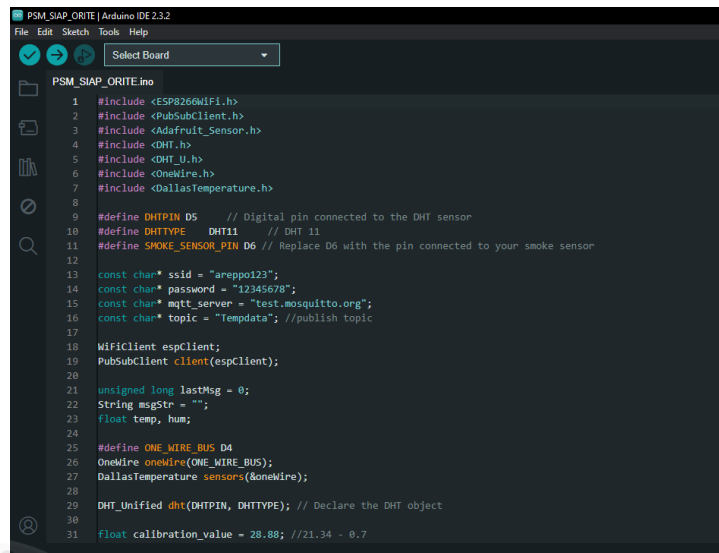 PSM_SIAP_ORITE | Arduino IDE 2.3.2
File Edit Sketch Tools Help
Select Board
PSM_SIAP_ORITE.ino
1 #include <ESP8266WiFi.h>
2 #include <PubSubClient.h>
3 #include <Adafruit_Sensor.h>
4 #include <DHT.h>
5 #include <DHT_U.h>
6 #include <OneWire.h>
7 #include <DallasTemperature.h>
8
9 #define DHTPIN D5 // Digital pin connected to the DHT sensor
10 #define DHTTYPE DHT11 // DHT 11
11 #define SMOKE_SENSOR_PIN D6 // Replace D6 with the pin connected to your smoke sensor
12
13 const char* ssid = "areppo123";
14 const char* password = "12345678";
15 const char* mqtt_server = "test.mosquitto.org";
16 const char* topic = "Tempdata"; //publish topic
17
18 WiFiClient espClient;
19 PubSubClient client(espClient);
20
21 unsigned long lastMsg = 0;
22 String msgStr = "";
23 float temp, hum;
24
25 #define ONE_WIRE_BUS D4
26 OneWire oneWire(ONE_WIRE_BUS);
27 DallasTemperature sensors(&oneWire);
28
29 DHT_Unified dht(DHTPIN, DHTTYPE); // Declare the DHT object
30
31 float calibration_value = 28.88; //21.34 - 0.7